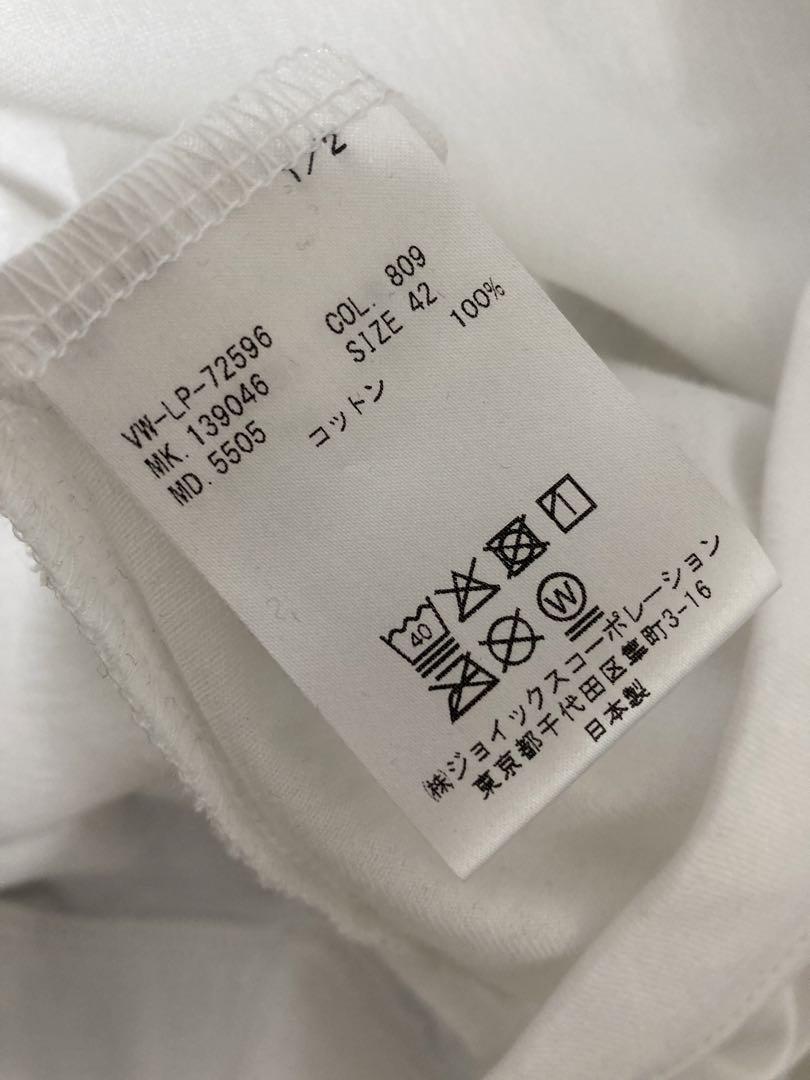 1/2
VW-LP-72596 COL. 809
MK. 139046 SIZE 42
MD. 5505
コットン 100%
40
W
㈱ジョイックスコーポレーション
東京都千代田区隼町3-16
日本製